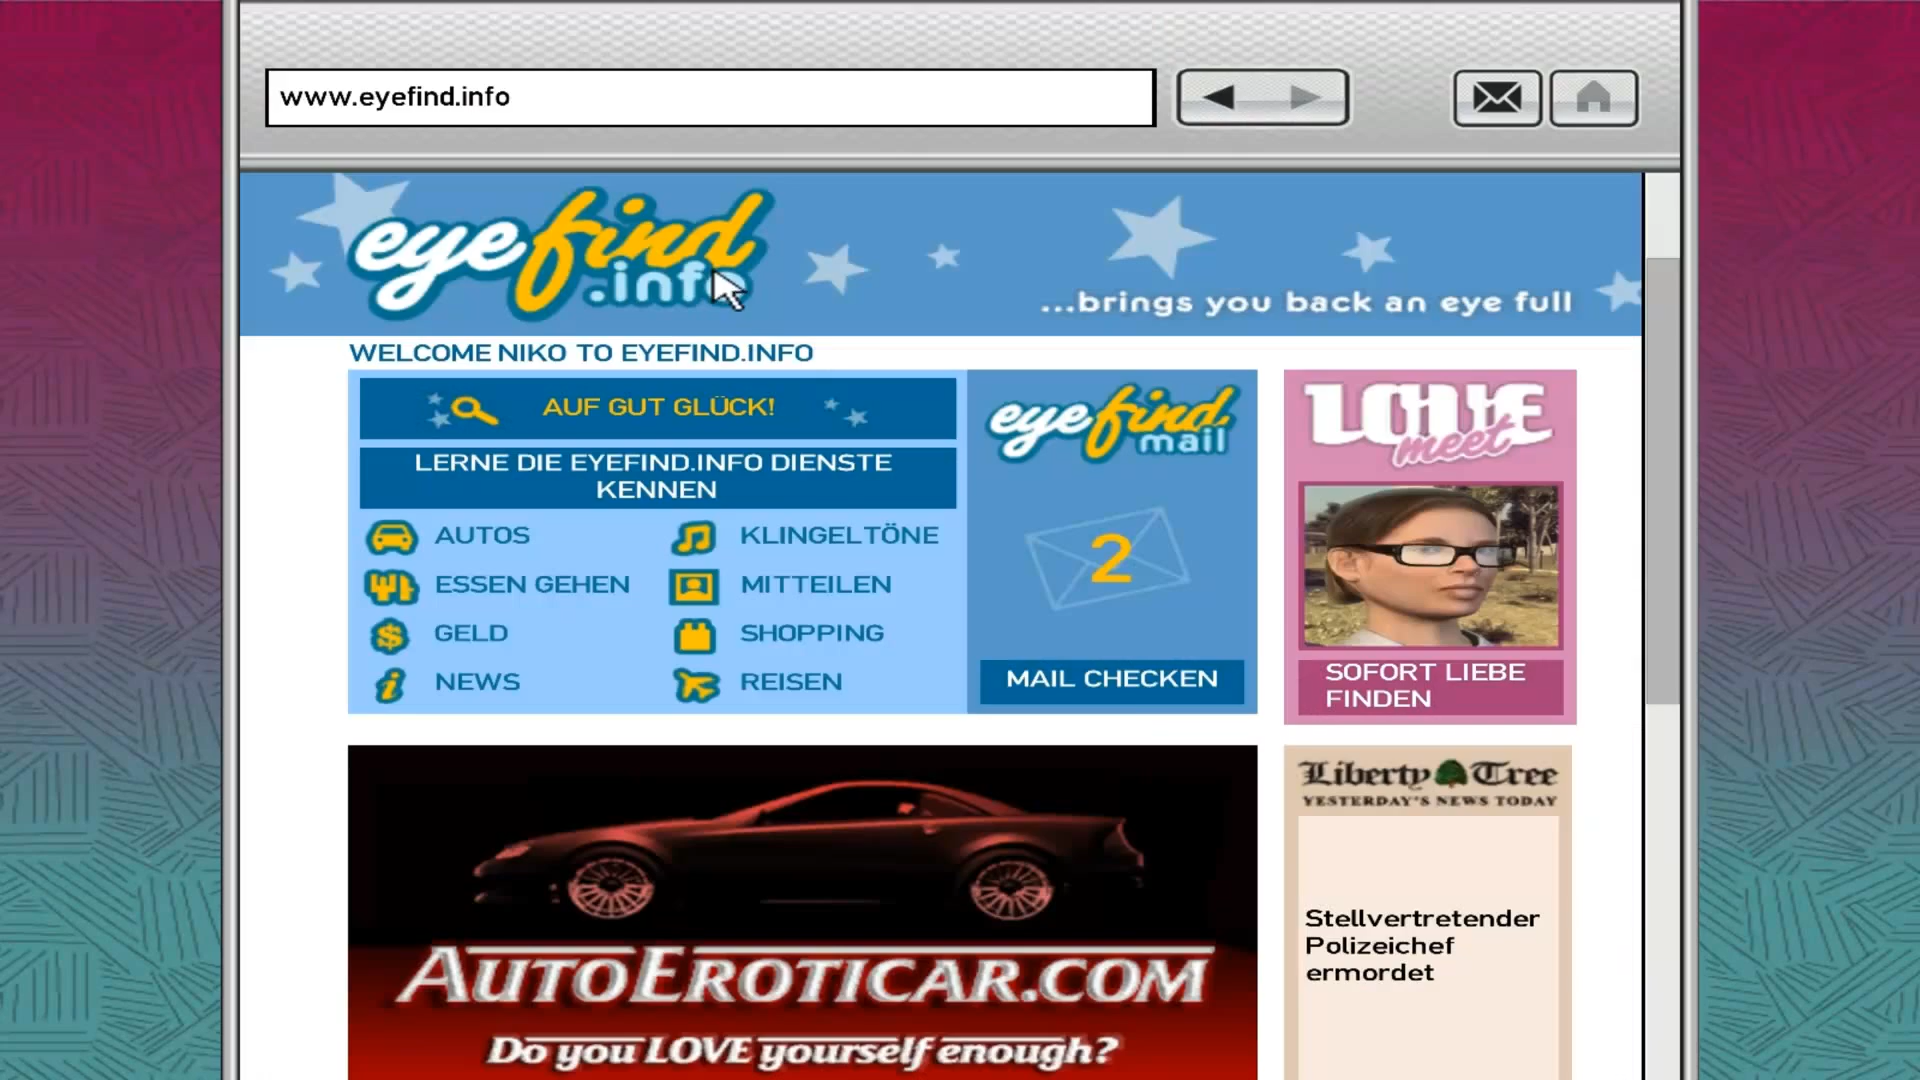 www.eyefind.info
eyefind
.info
...brings you back an eye full
WELCOME NIKO TO EYEFIND.INFO
AUF GUT GLÜCK!
LERNE DIE EYEFIND.INFO DIENSTE
KENNEN
AUTOS
KLINGELTÖNE
ESSEN GEHEN
MITTEILEN
GELD
SHOPPING
NEWS
REISEN
eyefind
mail
2
MAIL CHECKEN
LOVE
meet
SOFORT LIEBE
FINDEN
AUTOEROTICAR.COM
Do you LOVE yourself enough?
Liberty Tree
YESTERDAY'S NEWS TODAY
Stellvertretender
Polizeichef
ermordet